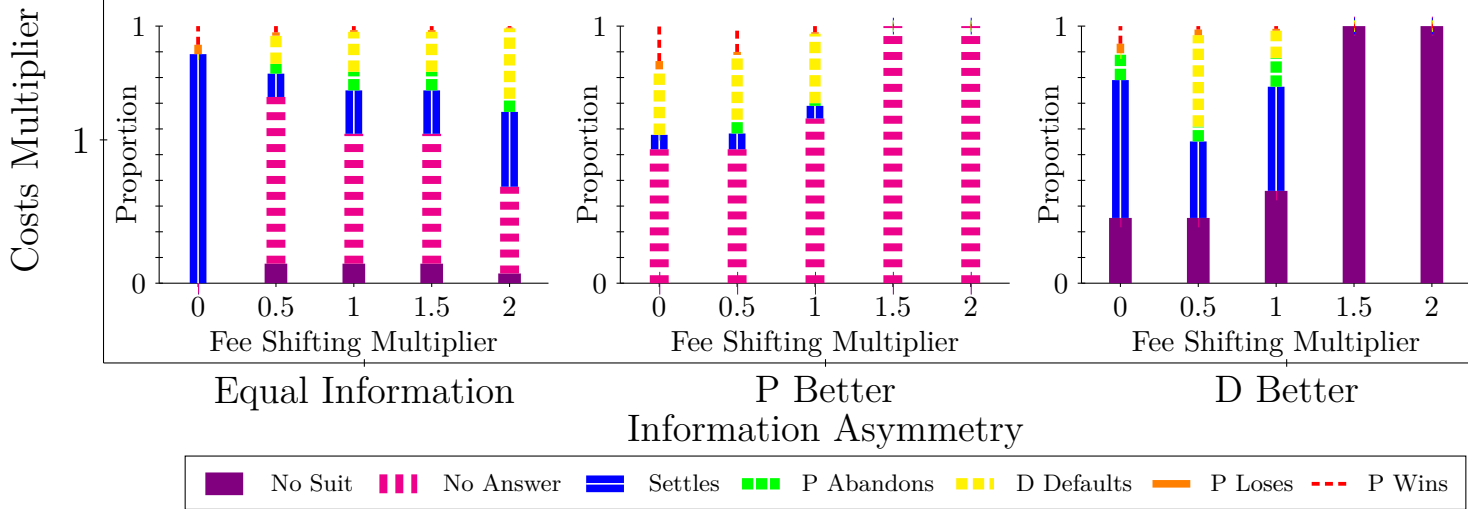 Costs Multiplier
1
Proportion
1
0
0 0.5 1 1.5 2
Fee Shifting Multiplier
Equal Information
Proportion
1
0
0 0.5 1 1.5 2
Fee Shifting Multiplier
P Better
Proportion
1
0
0 0.5 1 1.5 2
Fee Shifting Multiplier
D Better
Information Asymmetry
No Suit No Answer Settles P Abandons D Defaults P Loses P Wins